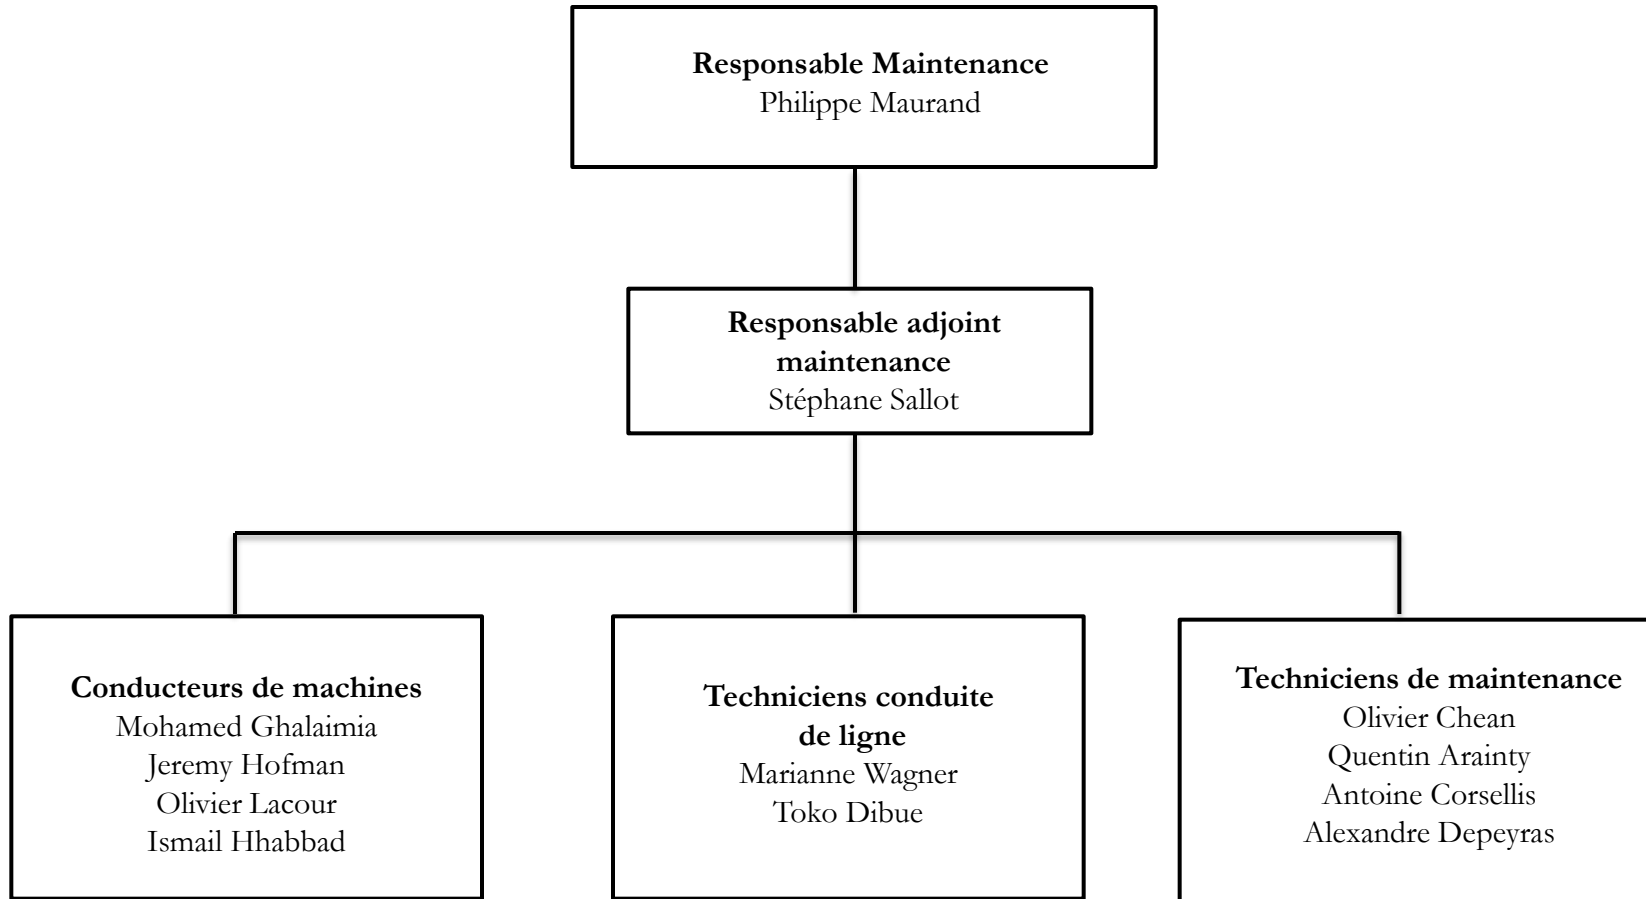 Responsable Maintenance
Philippe Maurand
Responsable adjoint
maintenance
Stéphane Sallot
Conducteurs de machines
Mohamed Ghalaimia
Jeremy Hofman
Olivier Lacour
Ismail Hhabbad
Techniciens conduite
de ligne
Marianne Wagner
Toko Dibue
Techniciens de maintenance
Olivier Chean
Quentin Arainty
Antoine Corsellis
Alexandre Depeyras